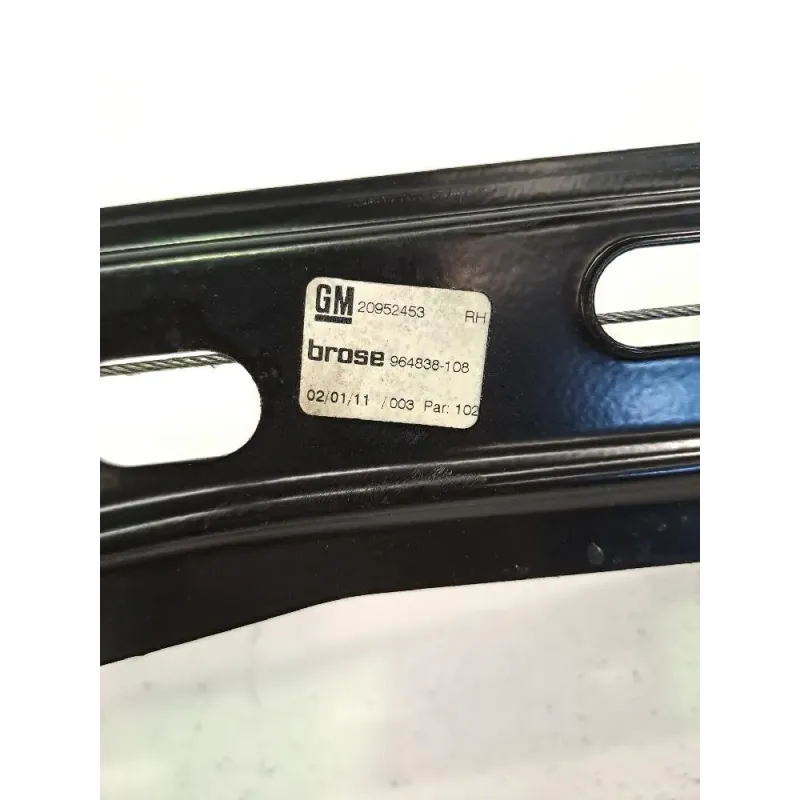 GM 20952453 RH
brose 964838-108
02/01/11 /003 Par: 102